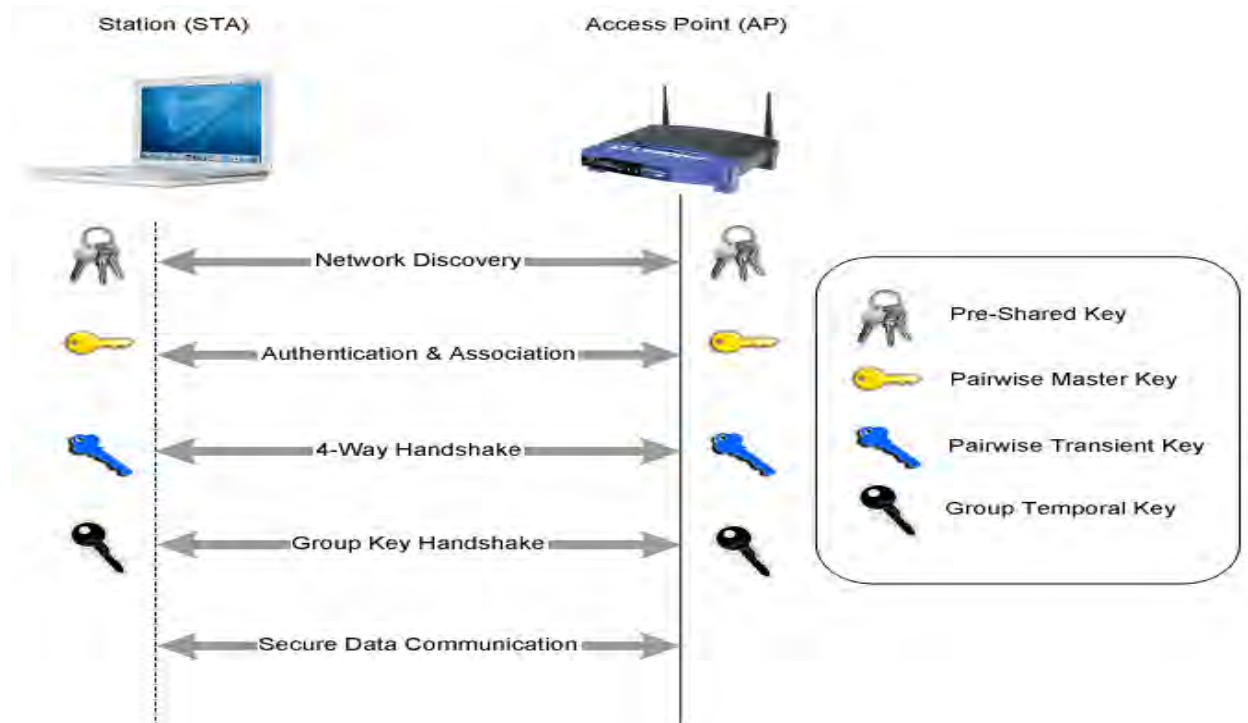 Station (STA)
Access Point (AP)
Network Discovery
Authentication & Association
4-Way Handshake
Group Key Handshake
Secure Data Communication
Pre-Shared Key
Pairwise Master Key
Pairwise Transient Key
Group Temporal Key